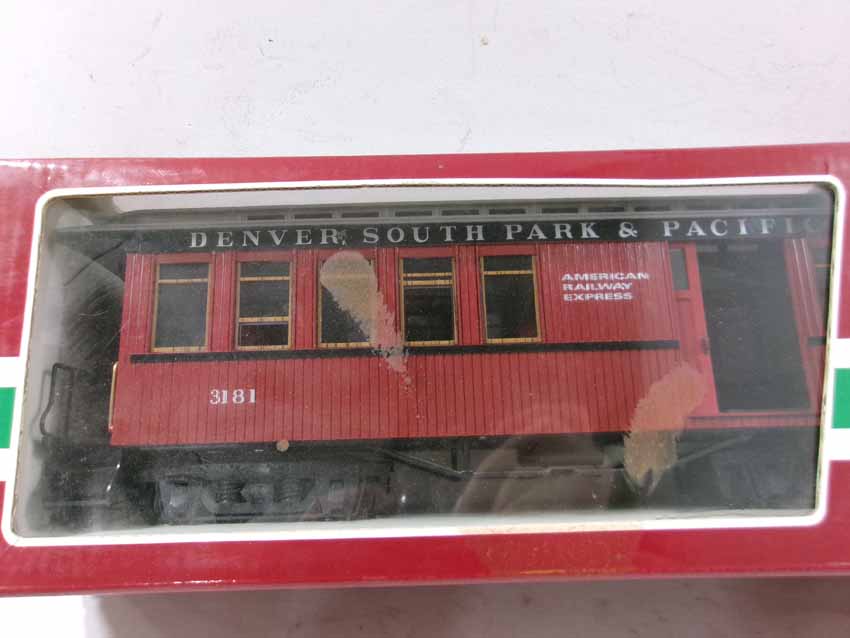 DENVER, SOUTH PARK & PACIFIC
AMERICAN
RAILWAY
EXPRESS
3181